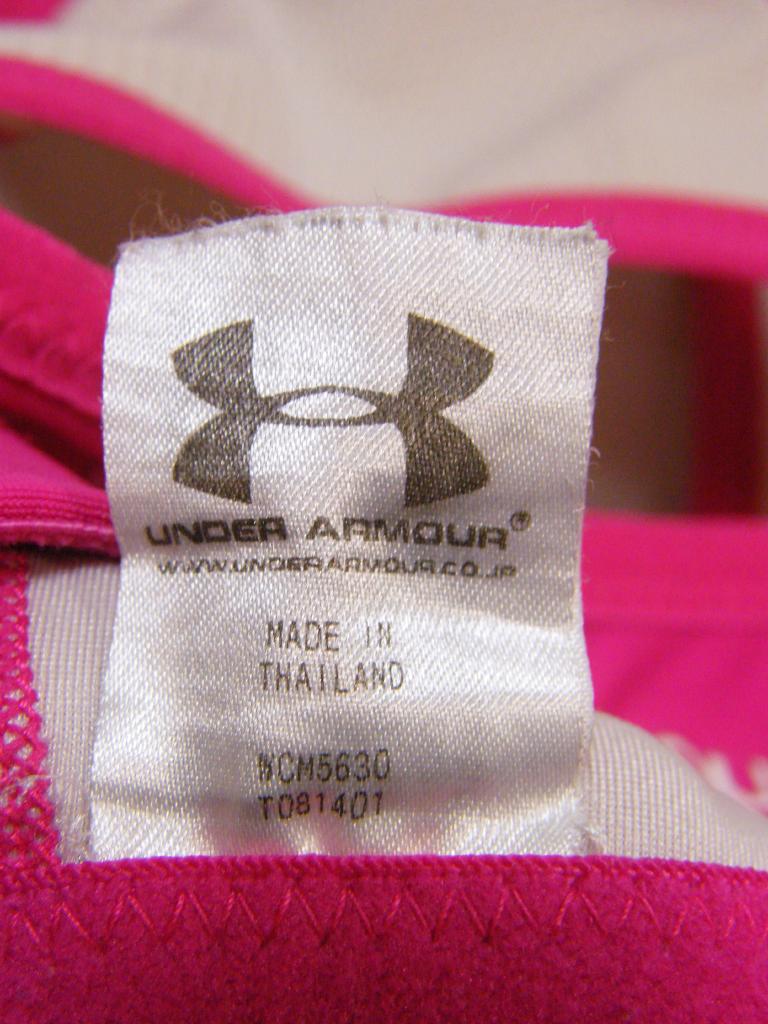 UNDER ARMOUR®
WWW.UNDERARMOUR.CO.JP
MADE IN
THAILAND
WCM5630
T081401